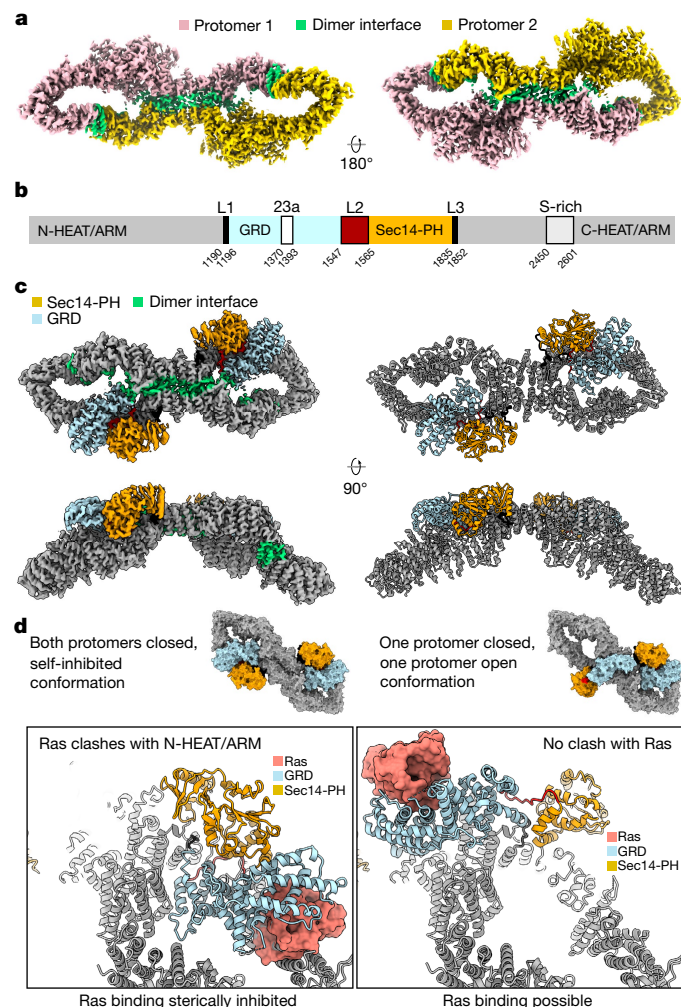 a
Protomer 1 Dimer interface Protomer 2
180°
b
L1 23a L2 L3 S-rich
N-HEAT/ARM GRD Sec14-PH C-HEAT/ARM
1190 1196 1370 1393 1547 1565 1835 1852 2450 2601
c
Sec14-PH Dimer interface
GRD
90°
d
Both protomers closed,
self-inhibited
conformation
One protomer closed,
one protomer open
conformation
Ras clashes with N-HEAT/ARM
Ras
GRD
Sec14-PH
Ras binding sterically inhibited
No clash with Ras
Ras
GRD
Sec14-PH
Ras binding possible